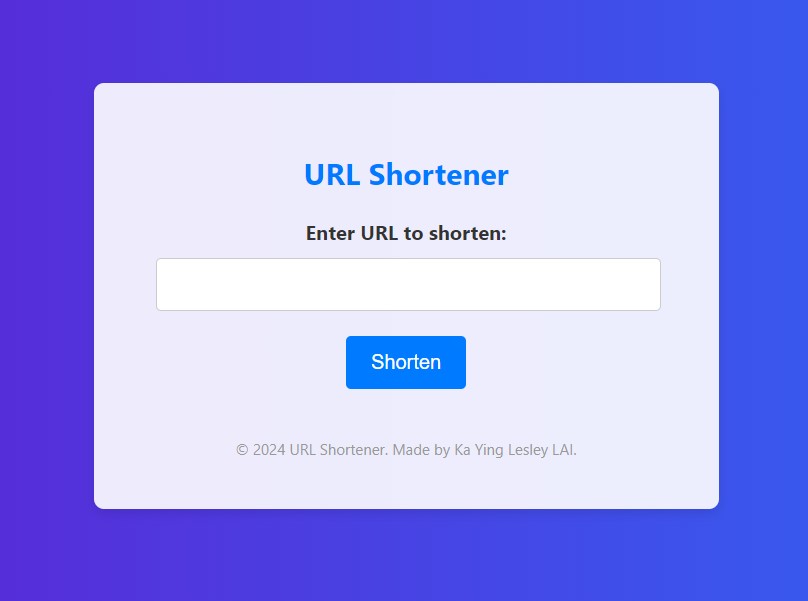 URL Shortener
Enter URL to shorten:
Shorten
© 2024 URL Shortener. Made by Ka Ying Lesley LAI.